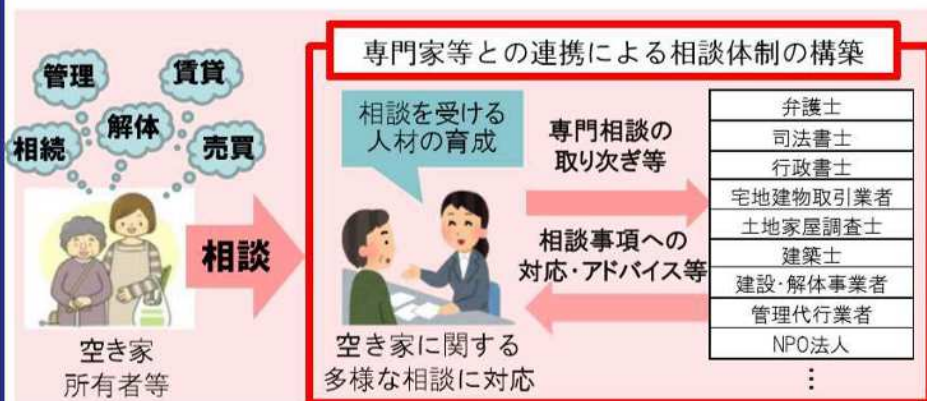 専門家等との連携による相談体制の構築
管理
賃貸
解体
相続
売買
相談
空き家
所有者等
相談を受ける
人材の育成
空き家に関する
多様な相談に対応
専門相談の
取り次ぎ等
相談事項への
対応・アドバイス等
弁護士
司法書士
行政書士
宅地建物取引業者
土地家屋調査士
建築士
建設・解体事業者
管理代行業者
NPO法人
⋮